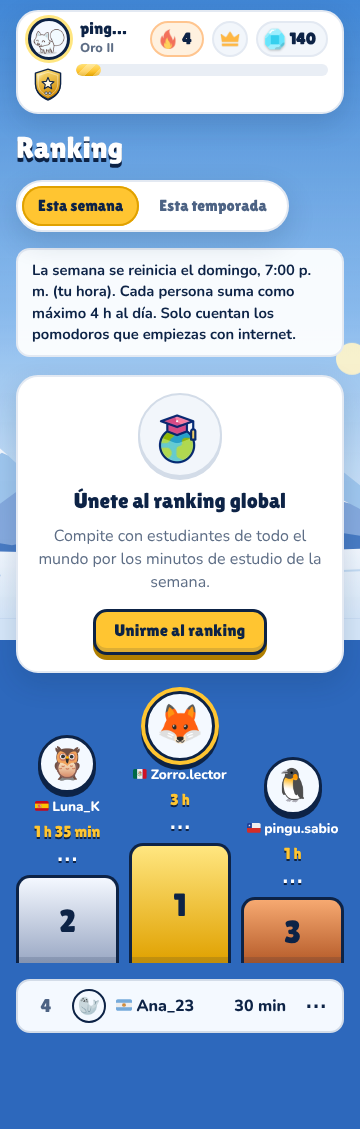 ping...
Oro II
4
140
Ranking
Esta semana
Esta temporada
La semana se reinicia el domingo, 7:00 p.
m. (tu hora). Cada persona suma como
máximo 4 h al día. Solo cuentan los
pomodoros que empiezas con internet.
Únete al ranking global
Compite con estudiantes de todo el
mundo por los minutos de estudio de la
semana.
Unirme al ranking
Zorro.lector
3 h
...
Luna_K
1 h 35 min
...
pingu.sabio
1 h
...
2
1
3
4 Ana_23 30 min ...